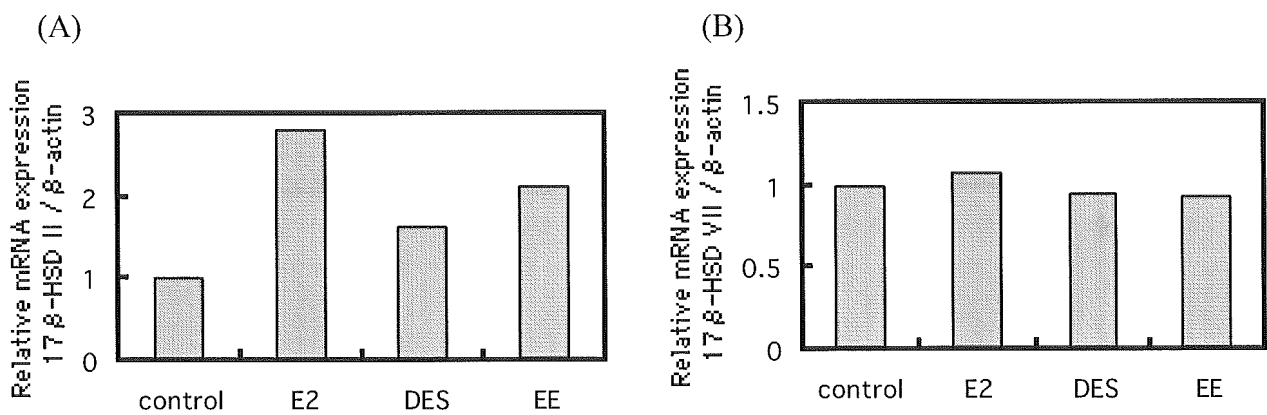 (A)
Relative mRNA expression
17β-HSD II / β-actin
3
2
1
0
control E2 DES EE
(B)
Relative mRNA expression
17β-HSD VII / β-actin
1.5
1
0.5
0
control E2 DES EE